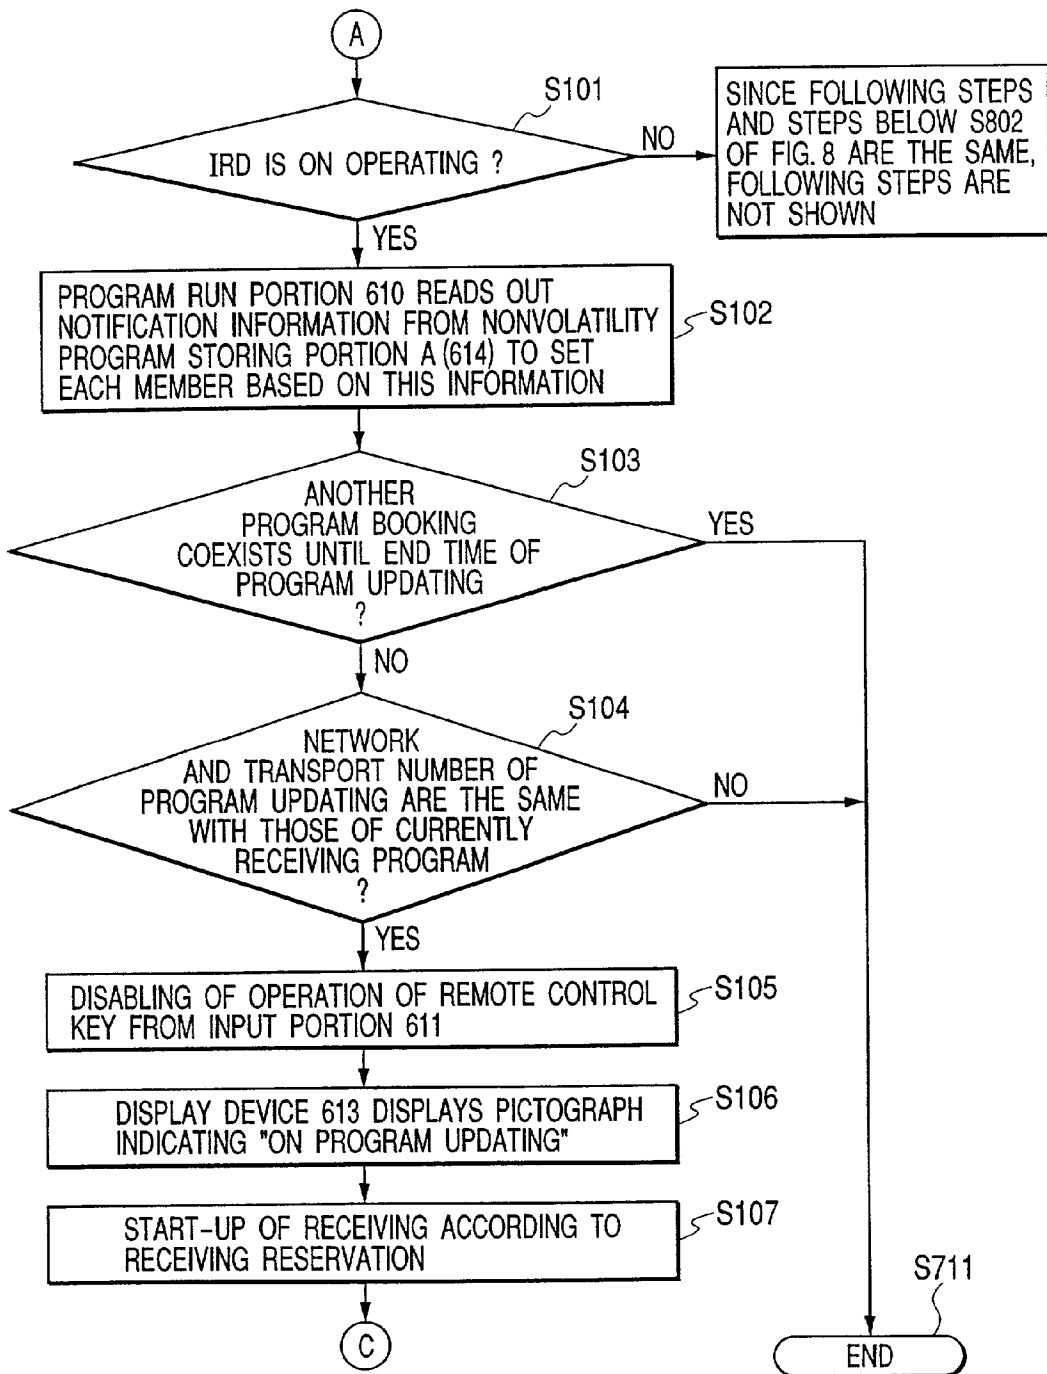 A
S101
IRD IS ON OPERATING ?
NO
SINCE FOLLOWING STEPS
AND STEPS BELOW S802
OF FIG. 8 ARE THE SAME,
FOLLOWING STEPS ARE
NOT SHOWN
YES
PROGRAM RUN PORTION 610 READS OUT
NOTIFICATION INFORMATION FROM NONVOLATILITY
PROGRAM STORING PORTION A (614) TO SET
EACH MEMBER BASED ON THIS INFORMATION
S102
S103
ANOTHER
PROGRAM BOOKING
COEXISTS UNTIL END TIME OF
PROGRAM UPDATING
?
YES
NO
S104
NETWORK
AND TRANSPORT NUMBER OF
PROGRAM UPDATING ARE THE SAME
WITH THOSE OF CURRENTLY
RECEIVING PROGRAM
?
NO
YES
DISABLING OF OPERATION OF REMOTE CONTROL
KEY FROM INPUT PORTION 611
S105
DISPLAY DEVICE 613 DISPLAYS PICTOGRAPH
INDICATING "ON PROGRAM UPDATING"
S106
START-UP OF RECEIVING ACCORDING TO
RECEIVING RESERVATION
S107
C
S711
END